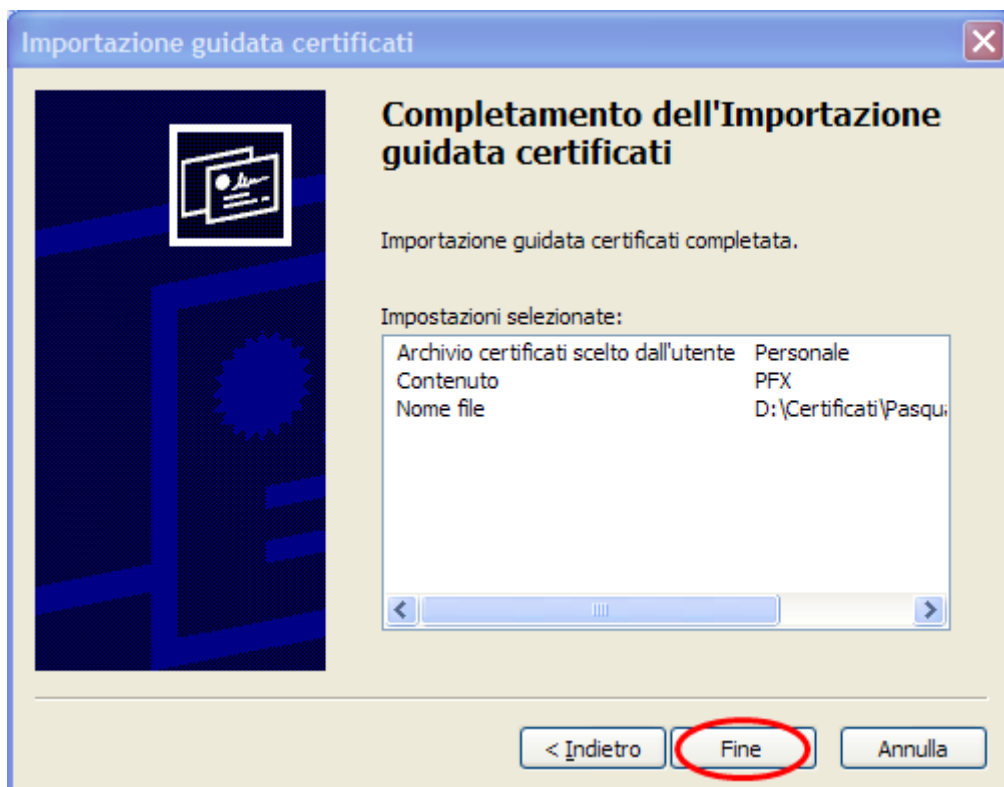 Importazione guidata certificati
Completamento dell'Importazione
guidata certificati
Importazione guidata certificati completata.
Impostazioni selezionate:
Archivio certificati scelto dall'utente Personale
Contenuto PFX
Nome file D:\Certificati\Pasqu
< Indietro
Fine
Annulla